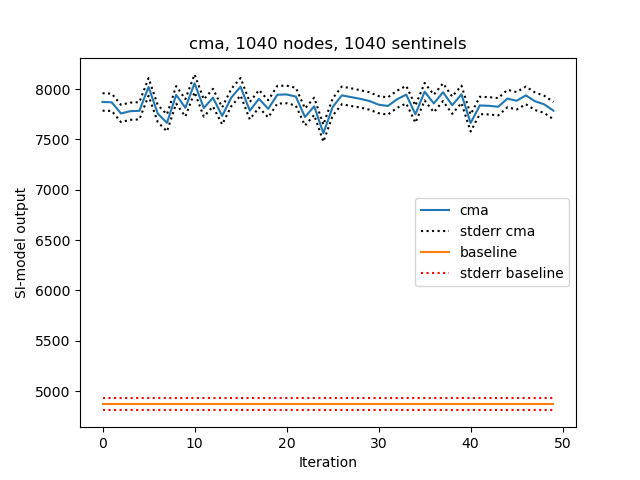 cma, 1040 nodes, 1040 sentinels
SI-model output
8000
7500
7000
6500
6000
5500
5000
cma
stderr cma
baseline
stderr baseline
0 10 20 30 40 50
Iteration